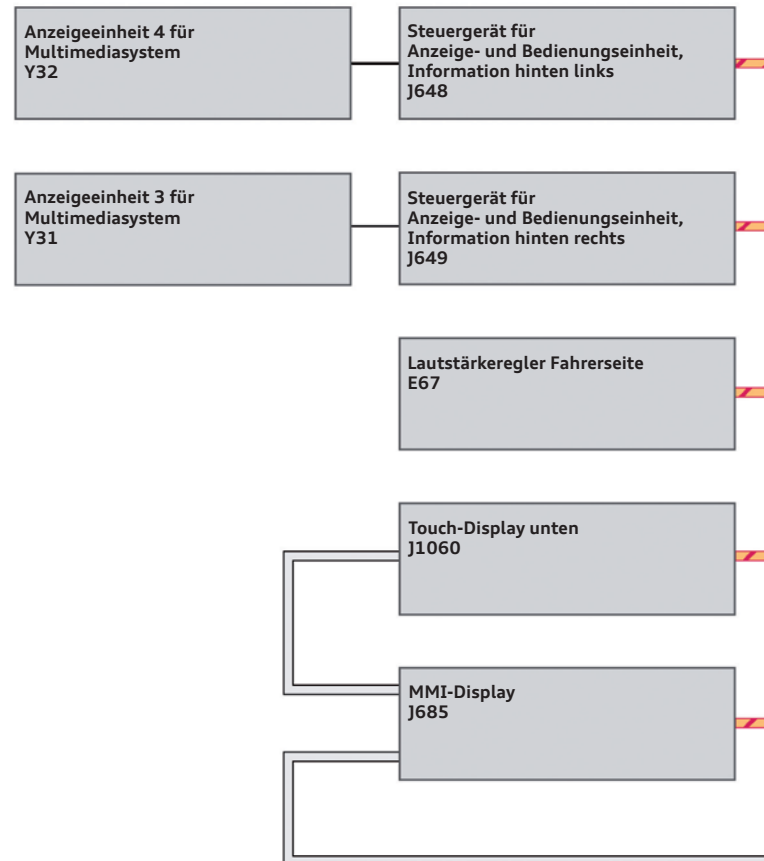 Anzeigeeinheit 4 für
Multimediasystem
Y32
Steuergerät für
Anzeige- und Bedienungseinheit,
Information hinten links
J648
Anzeigeeinheit 3 für
Multimediasystem
Y31
Steuergerät für
Anzeige- und Bedienungseinheit,
Information hinten rechts
J649
Lautstärkeregler Fahrerseite
E67
Touch-Display unten
J1060
MMI-Display
J685